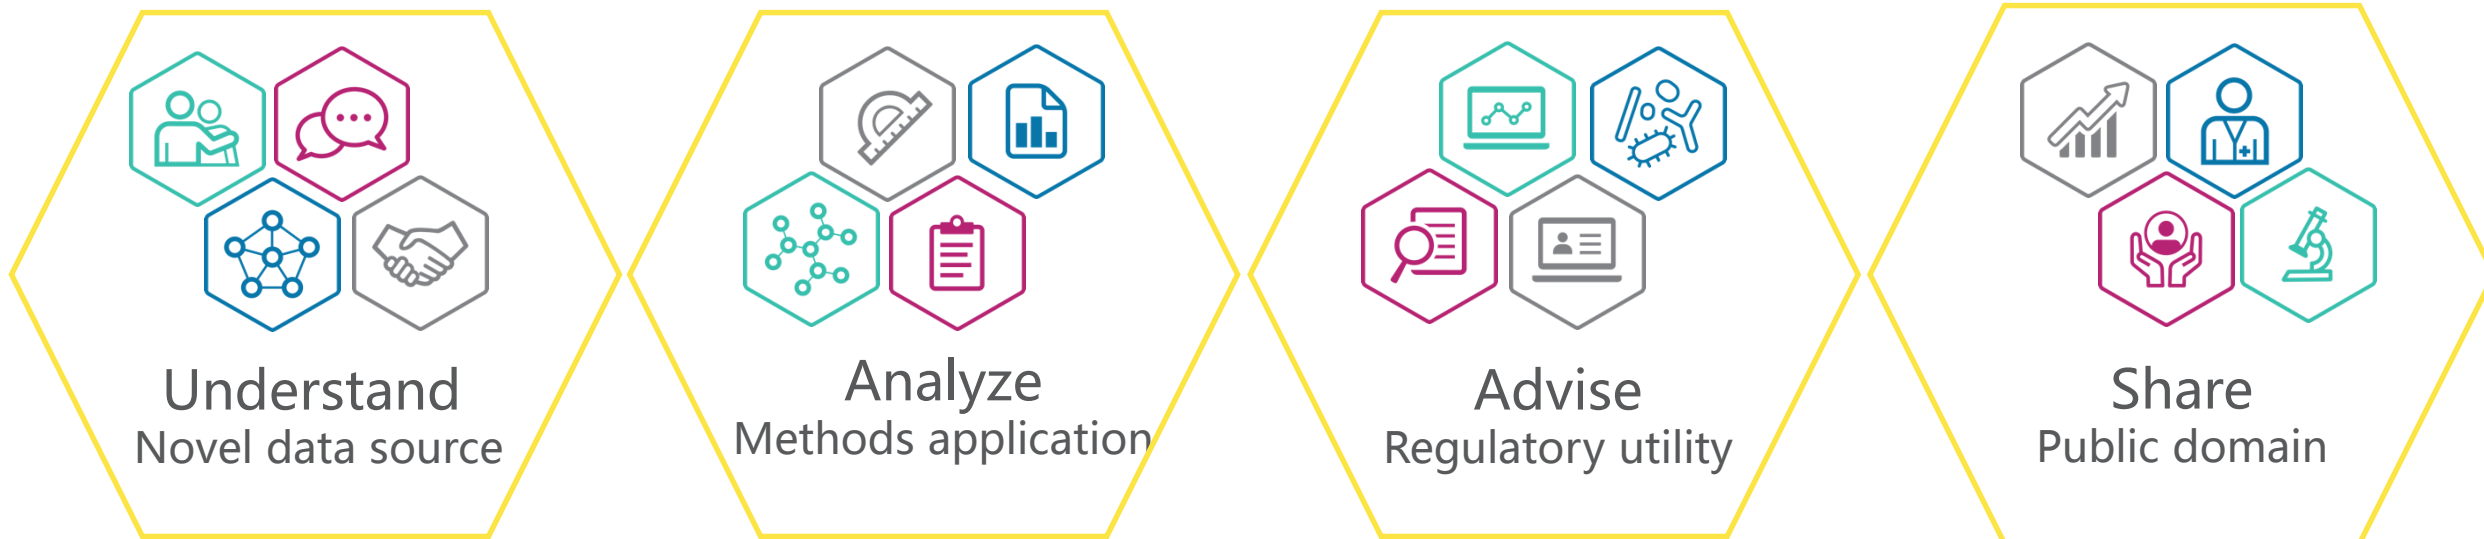 Understand
Novel data source
Analyze
Methods application
Advise
Regulatory utility
Share
Public domain